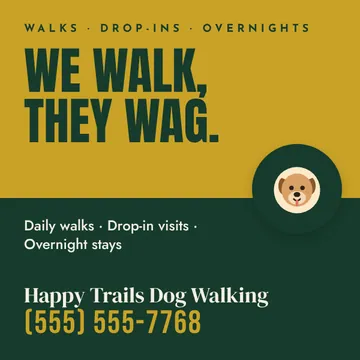 WALKS · DROP-INS · OVERNIGHTS
WE WALK,
THEY WAG.
Daily walks · Drop-in visits ·
Overnight stays
Happy Trails Dog Walking
(555) 555-7768